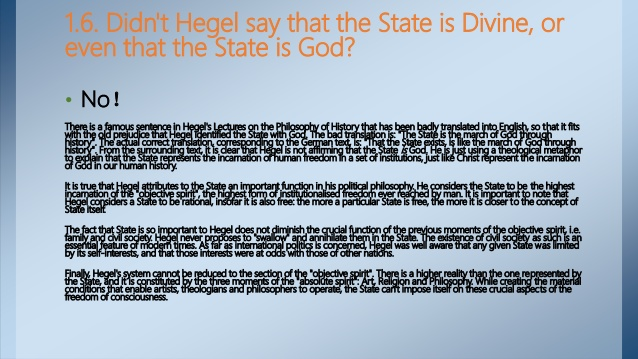 1.6. Didn't Hegel say that the State is Divine, or
even that the State is God?
• No!
There is a famous sentence in Hegel's Lectures on the Philosophy of History that has been badly translated into English, so that it fits
with the old prejudice that Hegel identified the State with God. The bad translation is: "The State is the march of God through
history". The actual correct translation, corresponding to the German text, is: "That the State exists, is like the march of God through
history". From the surrounding text, it is clear that Hegel is not affirming that the State is God. He is just using a theological metaphor
to explain that the State represents the incarnation of human freedom in a set of institutions, just like Christ represent the incarnation
of God in our human history.
It is true that Hegel attributes to the State an important function in his political philosophy. He considers the State to be the highest
incarnation of the "objective spirit", the highest form of institutionalised freedom ever reached by man. It is important to note that
Hegel considers a State to be rational, insofar it is also free: the more a particular State is free, the more it is closer to the concept of
State itself.
The fact that State is so important to Hegel does not diminish the crucial function of the previous moments of the objective spirit, i.e.
family and civil society. Hegel never proposes to "swallow" and annihilate them in the State. The existence of civil society as such is an
essential feature of modern times. As far as international politics is concerned, Hegel was well aware that any given State was limited
by its self-interests, and that those interests were at odds with those of other nations.
Finally, Hegel's system cannot be reduced to the section of the "objective spirit". There is a higher reality than the one represented by
the State, and it is constituted by the three moments of the "absolute spirit": Art, Religion and Philosophy. While creating the material
conditions that enable artists, theologians and philosophers to operate, the State can't impose itself on these crucial aspects of the
freedom of consciousness.